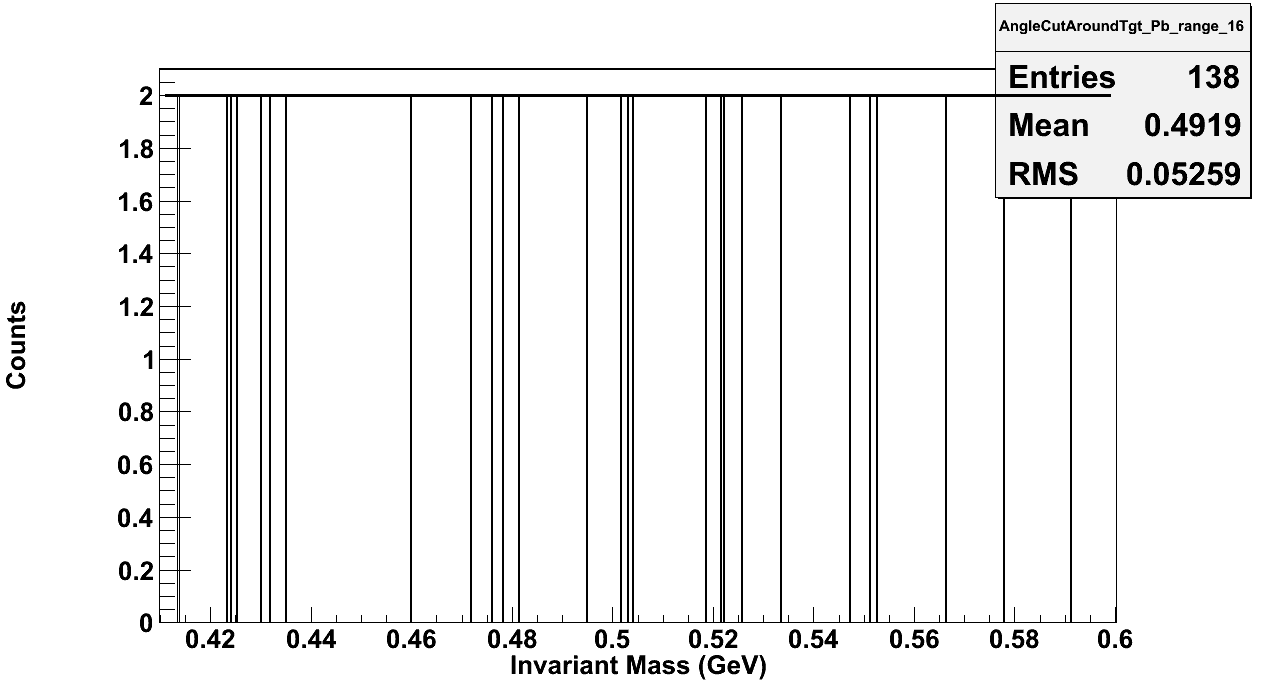 AngleCutAroundTgt_Pb_range_16
Entries 138
Mean 0.4919
RMS 0.05259
2
1.8
1.6
1.4
1.2
1
0.8
0.6
0.4
0.2
0
Counts
0.42 0.44 0.46 0.48 0.5 0.52 0.54 0.56 0.58 0.6
Invariant Mass (GeV)